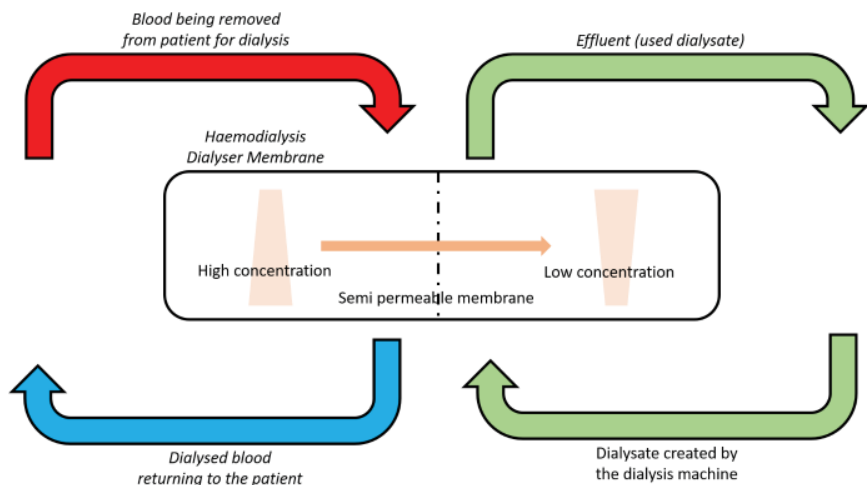 Blood being removed
from patient for dialysis
Effluent (used dialysate)
Haemodialysis
Dialyser Membrane
High concentration
Low concentration
Semi permeable membrane
Dialysed blood
returning to the patient
Dialysate created by
the dialysis machine